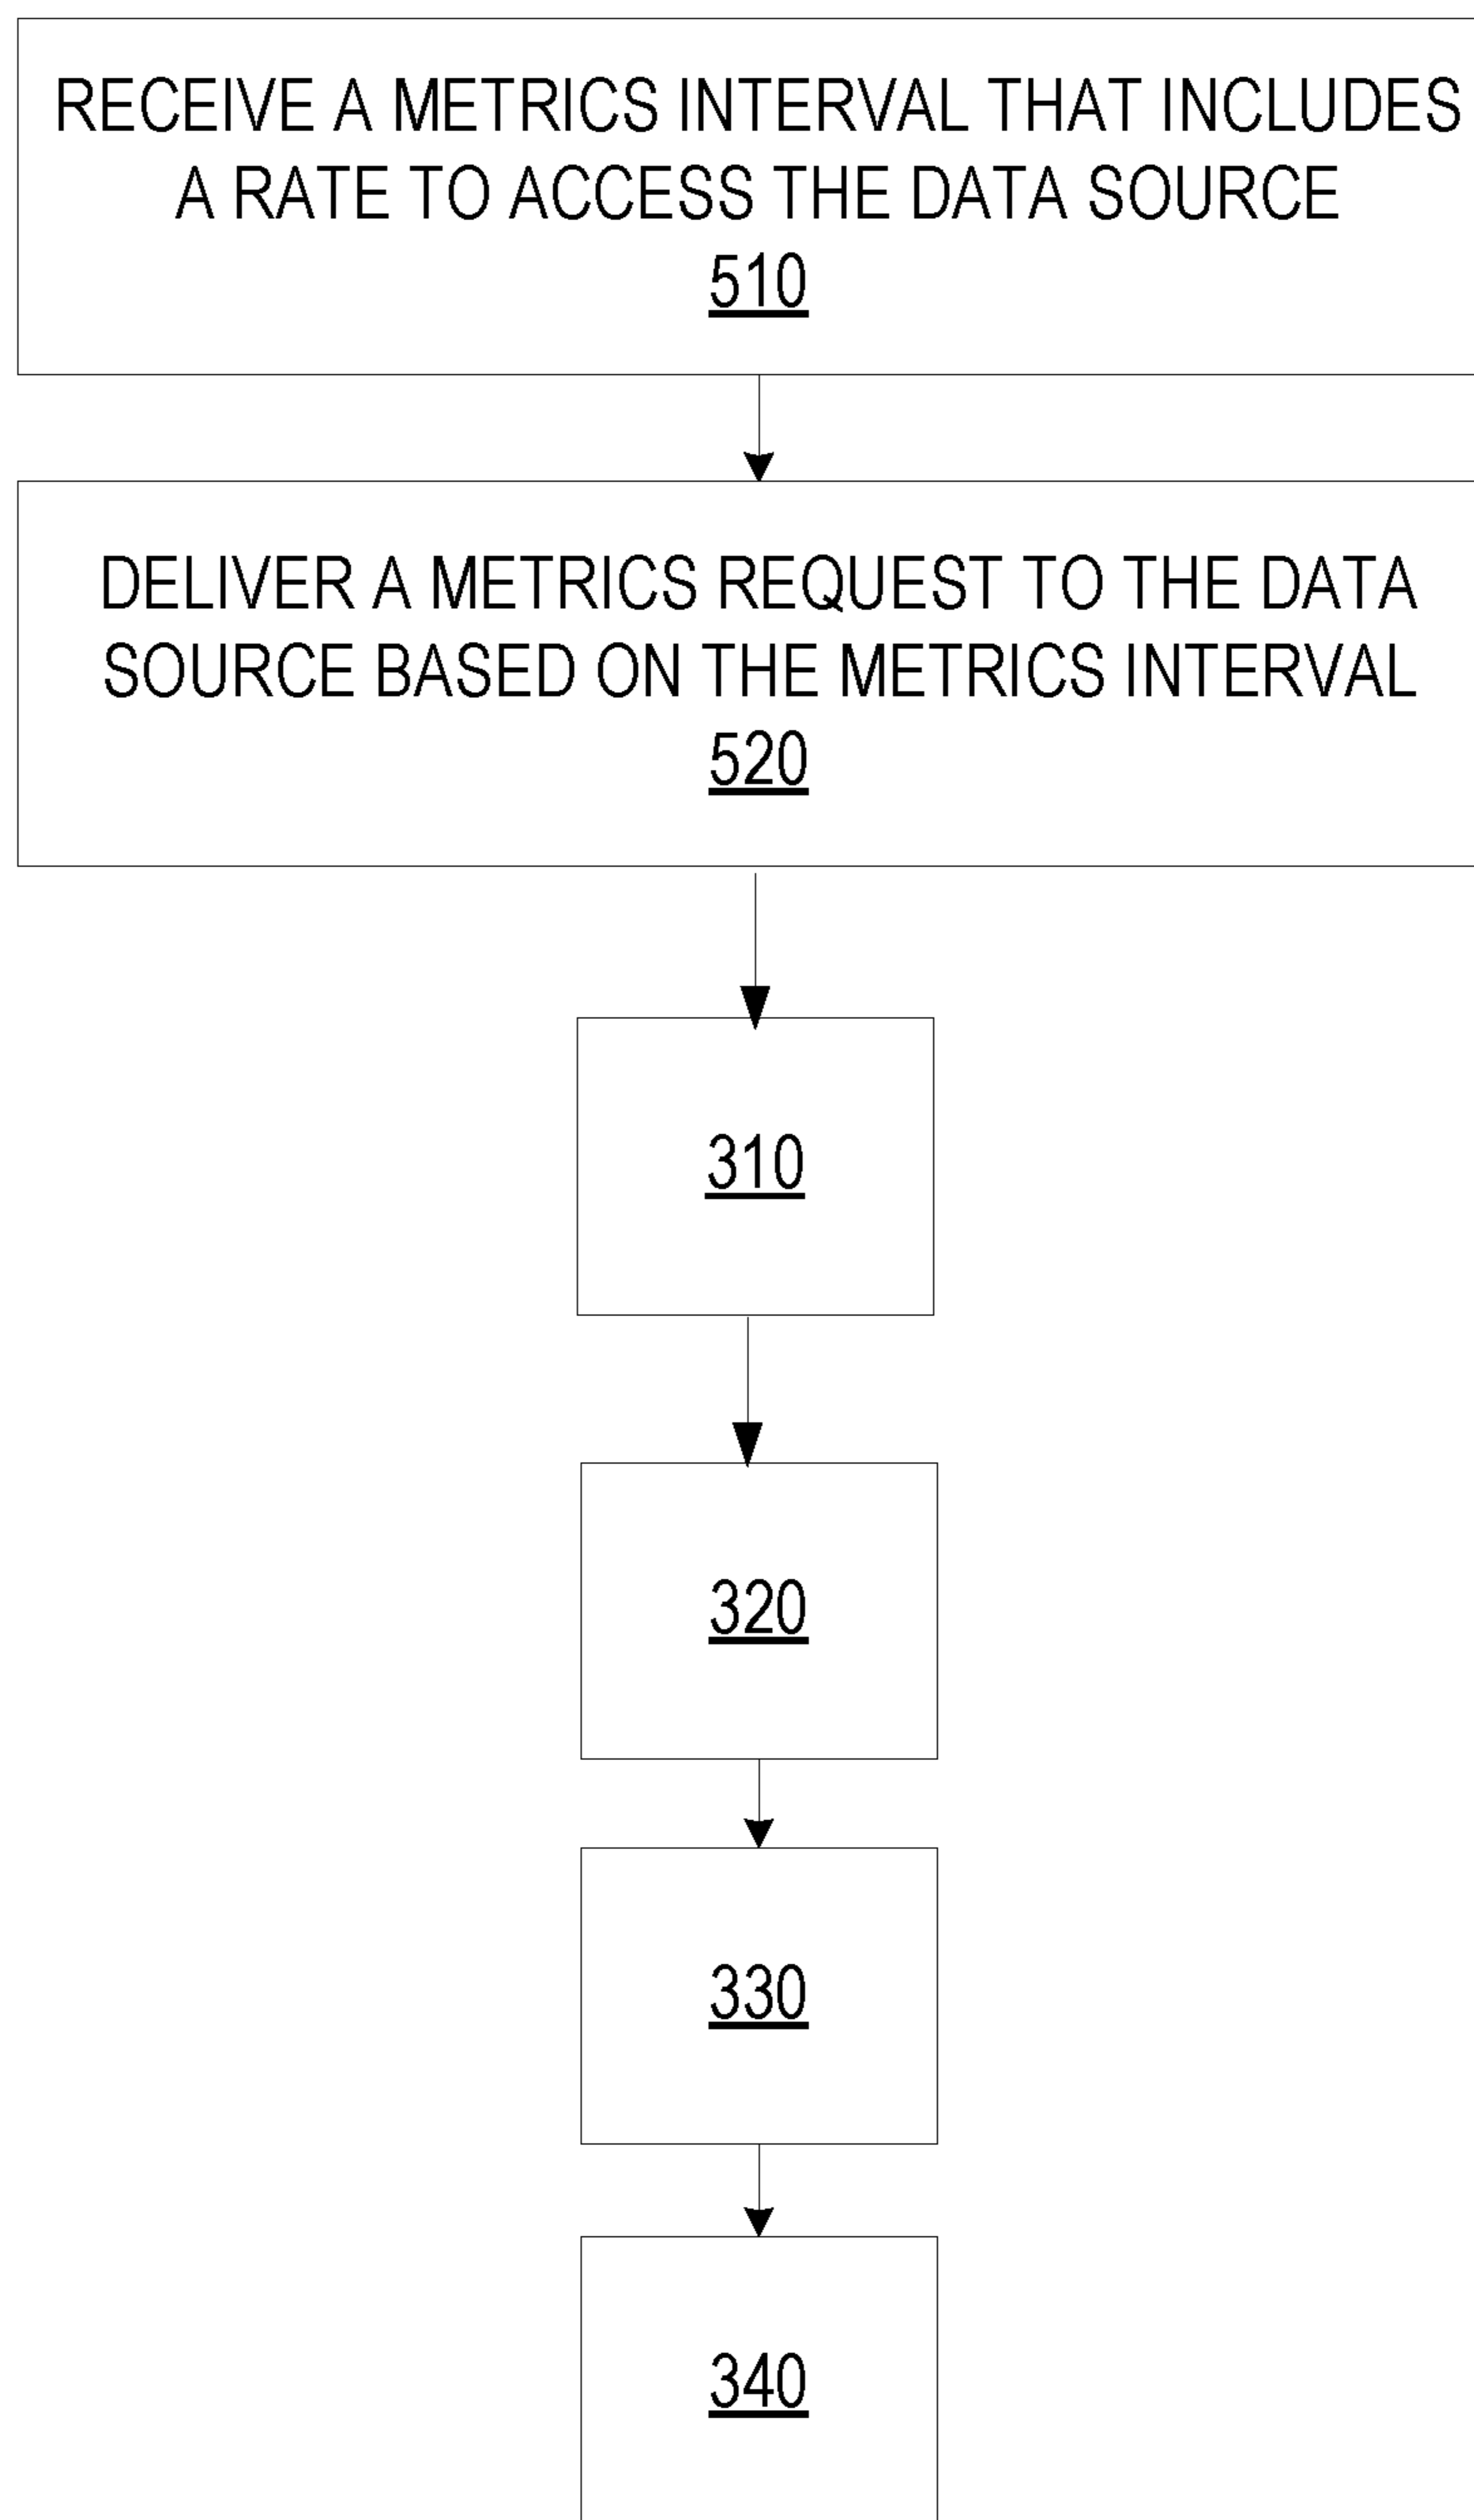 RECEIVE A METRICS INTERVAL THAT INCLUDES
A RATE TO ACCESS THE DATA SOURCE
510
DELIVER A METRICS REQUEST TO THE DATA
SOURCE BASED ON THE METRICS INTERVAL
520
310
320
330
340